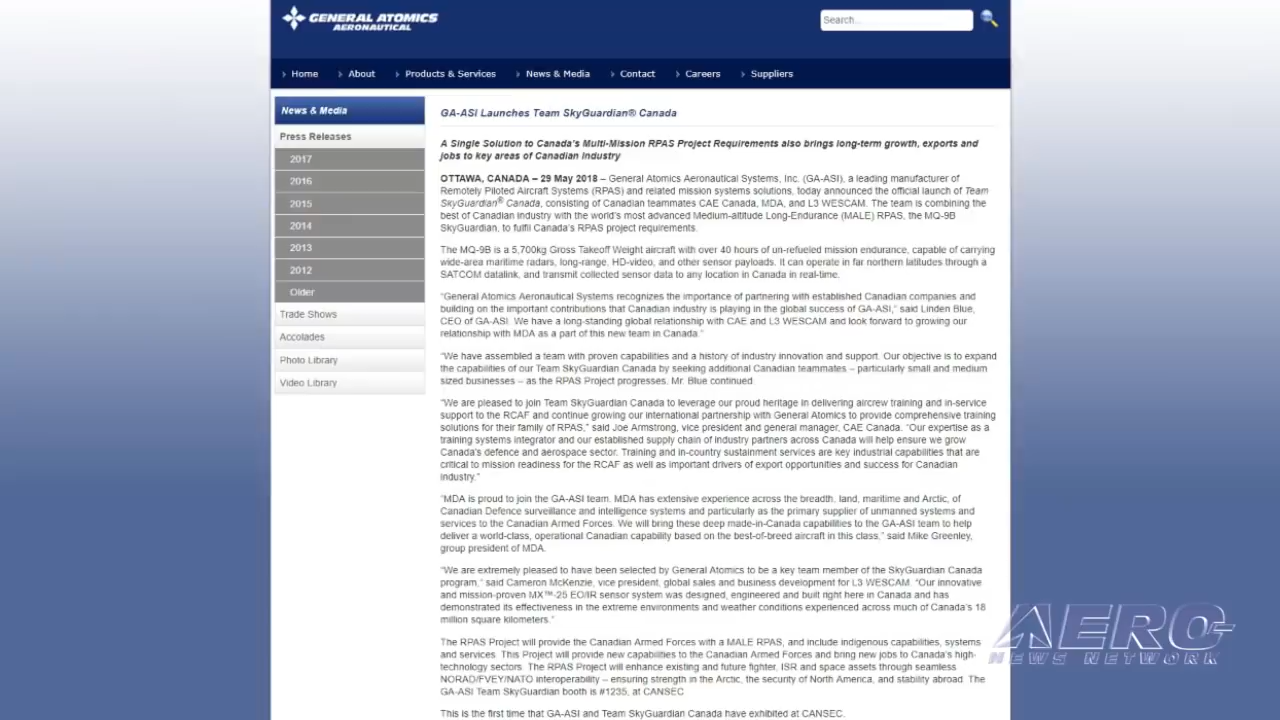 GENERAL ATOMICS
AERONAUTICAL
Search...
Home
About
Products & Services
News & Media
Contact
Careers
Suppliers
News & Media
Press Releases
2017
2016
2015
2014
2013
2012
Older
Trade Shows
Accolades
Photo Library
Video Library
GA-ASI Launches Team SkyGuardian® Canada
A Single Solution to Canada's Multi-Mission RPAS Project Requirements also brings long-term growth, exports and
jobs to key areas of Canadian Industry
OTTAWA, CANADA – 29 May 2018 – General Atomics Aeronautical Systems, Inc. (GA-ASI), a leading manufacturer of
Remotely Piloted Aircraft Systems (RPAS) and related mission systems solutions, today announced the official launch of Team
SkyGuardian® Canada, consisting of Canadian teammates CAE Canada, MDA, and L3 WESCAM. The team is combining the
best of Canadian industry with the world's most advanced Medium-altitude Long-Endurance (MALE) RPAS, the MQ-9B
SkyGuardian, to fulfil Canada's RPAS project requirements.
The MQ-9B is a 5,700kg Gross Takeoff Weight aircraft with over 40 hours of un-refueled mission endurance, capable of carrying
wide-area maritime radars, long-range, HD-video, and other sensor payloads. It can operate in far northern latitudes through a
SATCOM datalink, and transmit collected sensor data to any location in Canada in real-time.
"General Atomics Aeronautical Systems recognizes the importance of partnering with established Canadian companies and
building on the important contributions that Canadian industry is playing in the global success of GA-ASI," said Linden Blue,
CEO of GA-ASI. We have a long-standing global relationship with CAE and L3 WESCAM and look forward to growing our
relationship with MDA as a part of this new team in Canada."
"We have assembled a team with proven capabilities and a history of industry innovation and support. Our objective is to expand
the capabilities of our Team SkyGuardian Canada by seeking additional Canadian teammates – particularly small and medium
sized businesses – as the RPAS Project progresses, Mr. Blue continued.
"We are pleased to join Team SkyGuardian Canada to leverage our proud heritage in delivering aircrew training and in-service
support to the RCAF and continue growing our international partnership with General Atomics to provide comprehensive training
solutions for their family of RPAS," said Joe Armstrong, vice president and general manager, CAE Canada. "Our expertise as a
training systems integrator and our established supply chain of industry partners across Canada will help ensure we grow
Canada's defence and aerospace sector. Training and in-country sustainment services are key industrial capabilities that are
critical to mission readiness for the RCAF as well as important drivers of export opportunities and success for Canadian
industry."
"MDA is proud to join the GA-ASI team. MDA has extensive experience across the breadth, land, maritime and Arctic, of
Canadian Defence surveillance and intelligence systems and particularly as the primary supplier of unmanned systems and
services to the Canadian Armed Forces. We will bring these deep made-in-Canada capabilities to the GA-ASI team to help
deliver a world-class, operational Canadian capability based on the best-of-breed aircraft in this class," said Mike Greenley,
group president of MDA.
"We are extremely pleased to have been selected by General Atomics to be a key team member of the SkyGuardian Canada
program," said Cameron McKenzie, vice president, global sales and business development for L3 WESCAM. "Our innovative
and mission-proven MX™-25 EO/IR sensor system was designed, engineered and built right here in Canada and has
demonstrated its effectiveness in the extreme environments and weather conditions experienced across much of Canada's 18
million square kilometers."
The RPAS Project will provide the Canadian Armed Forces with a MALE RPAS, and include indigenous capabilities, systems
and services. This Project will provide new capabilities to the Canadian Armed Forces and bring new jobs to Canada's high-
technology sectors. The RPAS Project will enhance existing and future fighter, ISR and space assets through seamless
NORAD/FVEY/NATO interoperability – ensuring strength in the Arctic, the security of North America, and stability abroad. The
GA-ASI Team SkyGuardian booth is #1235, at CANSEC
This is the first time that GA-ASI and Team SkyGuardian Canada have exhibited at CANSEC.
AERO
NEWS NETWORK